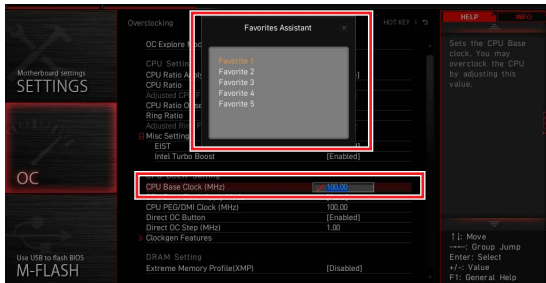 Overclocking
Favorites Assistant
×
HOT KEY
HELP
INFO
OC Explore
Favorite 1
Favorite 2
Favorite 3
Favorite 4
Favorite 5
Motherboard settings
SETTINGS
OC
Use USB to flash BIOS
M-FLASH
CPU Setting
CPU Ratio
CPU Ratio
Adjusted CPU
CPU Ratio
Ring Ratio
Adjusted Ring
Misc Setting
EIST
Intel Turbo Boost [Enabled]
CPU Base Clock (MHz) 100.00
CPU PEG/DMI Clock (MHz) 100.00
Direct OC Button [Enabled]
Direct OC Step (MHz) 1.00
Clockgen Features
DRAM Setting
Extreme Memory Profile(XMP) [Disabled]
Sets the CPU Base
clock. You may
overclock the CPU
by adjusting this
value.
↑↓: Move
→←: Group Jump
Enter: Select
+/-: Value
F1: General Help